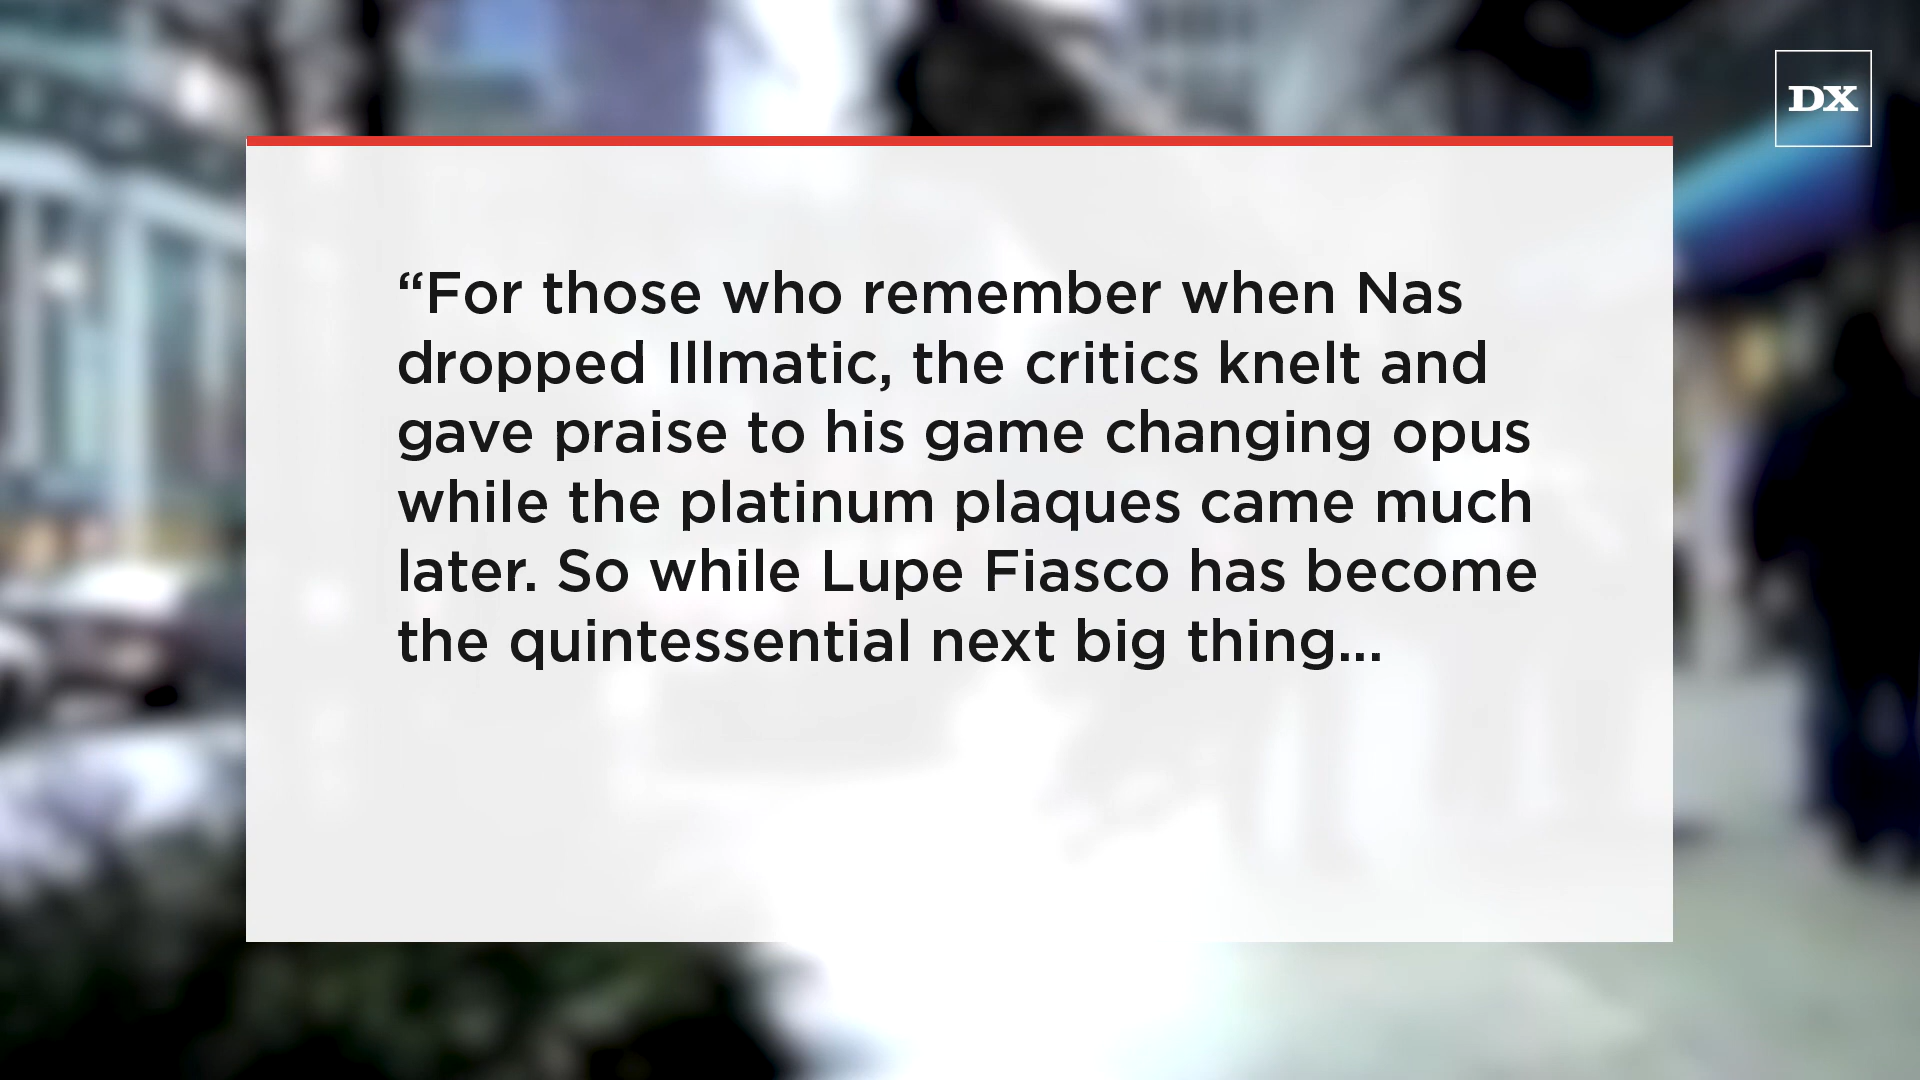 DX
“For those who remember when Nas
dropped Illmatic, the critics knelt and
gave praise to his game changing opus
while the platinum plaques came much
later. So while Lupe Fiasco has become
the quintessential next big thing...